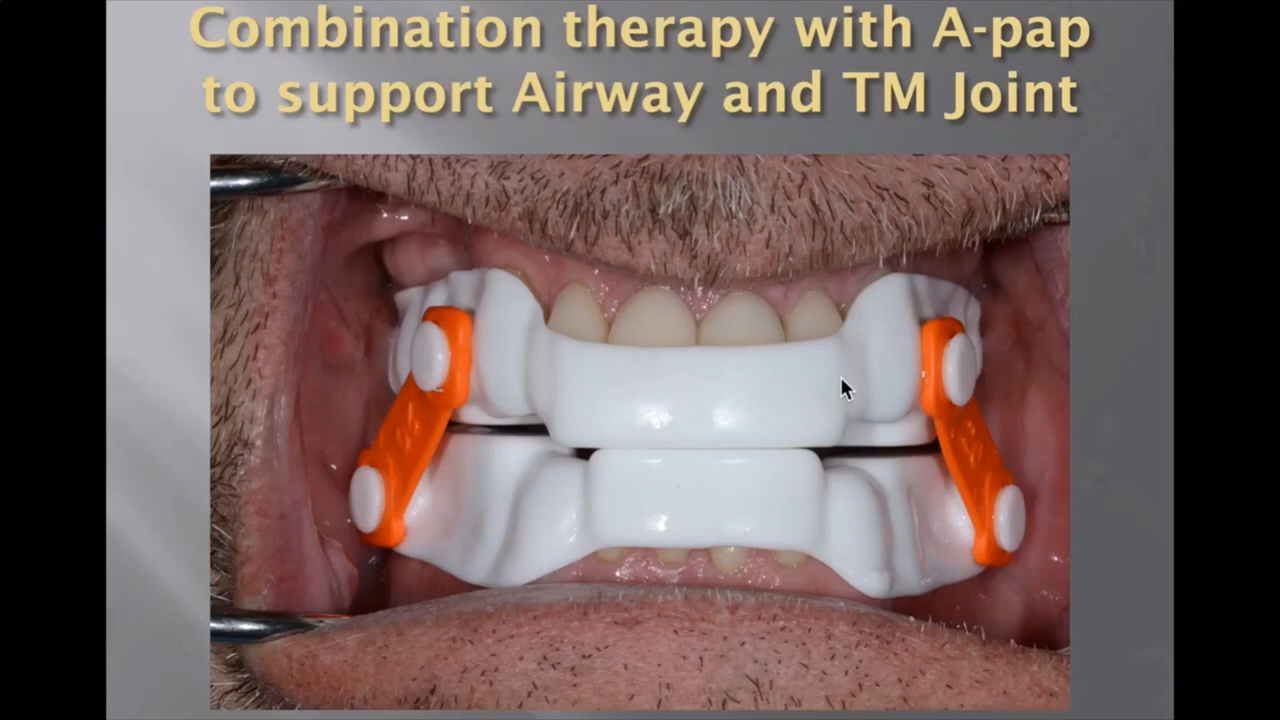 Combination therapy with A-pap
to support Airway and TM Joint